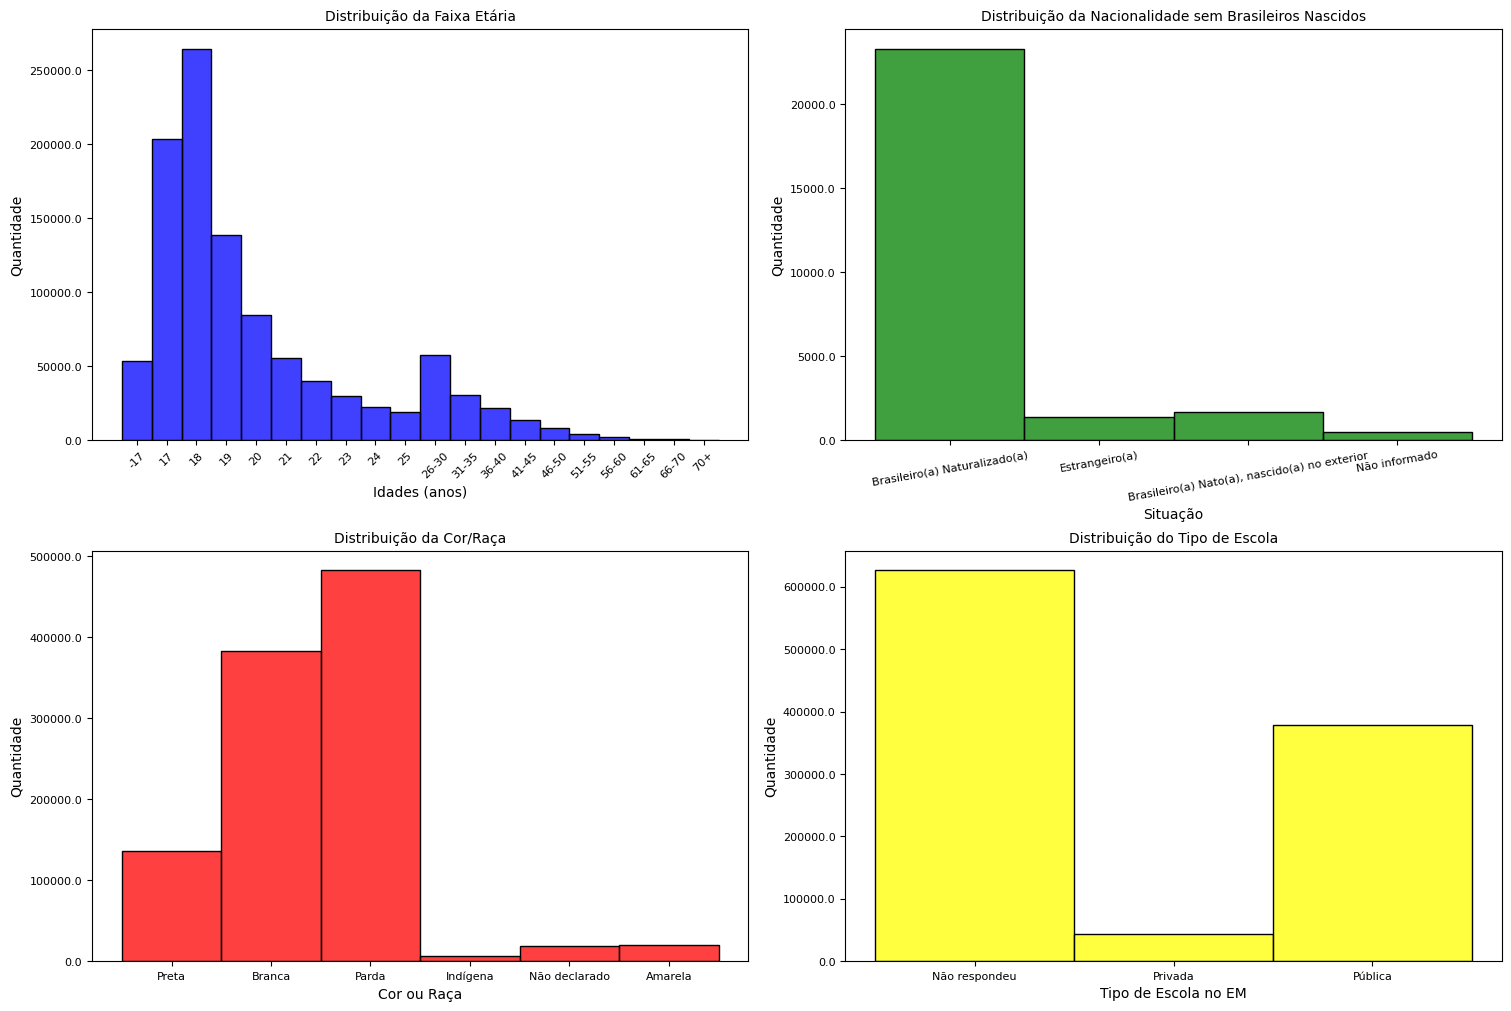 Distribuição da Faixa Etária
Quantidade
250000.0
200000.0
150000.0
100000.0
50000.0
0.0
-17
17
18
19
20
21
22
23
24
25
26-30
31-35
36-40
41-45
46-50
51-55
56-60
61-65
66-70
70+
Idades (anos)
Distribuição da Nacionalidade sem Brasileiros Nascidos
Quantidade
20000.0
15000.0
10000.0
5000.0
0.0
Brasileiro(a) Naturalizado(a)
Estrangeiro(a)
Brasileiro(a) Nato(a), nascido(a) no exterior
Não informado
Situação
Distribuição da Cor/Raça
Quantidade
500000.0
400000.0
300000.0
200000.0
100000.0
0.0
Preta
Branca
Parda
Indígena
Não declarado
Amarela
Cor ou Raça
Distribuição do Tipo de Escola
Quantidade
600000.0
500000.0
400000.0
300000.0
200000.0
100000.0
0.0
Não respondeu
Privada
Pública
Tipo de Escola no EM